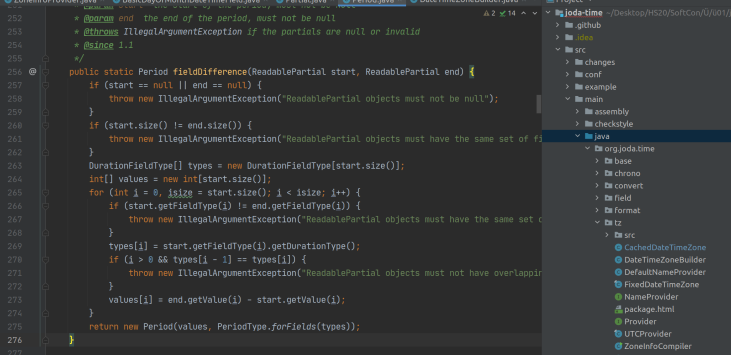 ZoneInfoProvider.java
BasicDayOfMonthDateTimeField.java
Partial.java
Period.java
DateTimeZoneBuilder.java
Project
252 * @param
253 * @param end the end of the period, must not be null
254 * @throws IllegalArgumentException if the partials are null or invalid
* @since 1.1
*/
256 @ public static Period fieldDifference(ReadablePartial start, ReadablePartial end) {
257 if (start == null || end == null) {
258 throw new IllegalArgumentException("ReadablePartial objects must not be null");
259 }
260 if (start.size() != end.size()) {
261 throw new IllegalArgumentException("ReadablePartial objects must have the same set of fi
262 }
263 DurationFieldType[] types = new DurationFieldType[start.size()];
264 int[] values = new int[start.size()];
265 for (int i = 0, isize = start.size(); i < isize; i++) {
266 if (start.getFieldType(i) != end.getFieldType(i)) {
267 throw new IllegalArgumentException("ReadablePartial objects must have the same set o
268 }
269 types[i] = start.getFieldType(i).getDurationType();
270 if (i > 0 && types[i - 1] == types[i]) {
271 throw new IllegalArgumentException("ReadablePartial objects must not have overlappin
272 }
273 values[i] = end.getValue(i) - start.getValue(i);
274 }
275 return new Period(values, PeriodType.forFields(types));
276 }
2 14
joda-time ~/Desktop/HS20/SoftCon/Ü/ü01/j
.github
.idea
src
changes
conf
example
main
assembly
checkstyle
java
org.joda.time
base
chrono
convert
field
format
tz
src
CachedDateTimeZone
DateTimeZoneBuilder
DefaultNameProvider
FixedDateTimeZone
NameProvider
package.html
Provider
UTCProvider
ZoneInfoCompiler